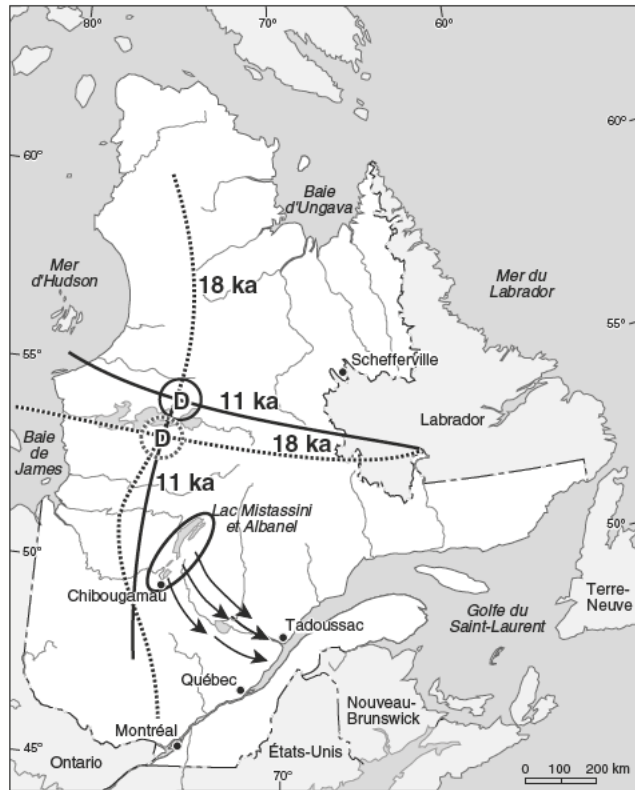 80°
70°
60°
60°
60°
Baie
d'Ungava
Mer
d'Hudson
18 ka
Mer du
Labrador
55°
55°
Schefferville
D
11 ka
Labrador
D
18 ka
Baie
de
James
11 ka
Lac Mistassini
et Albanel
50°
50°
Chibougamau
Terre-
Neuve
Tadoussac
Golfe du
Saint-Laurent
Québec
Nouveau-
Brunswick
Montréal
États-Unis
45°
Ontario
70°
0 100 200 km